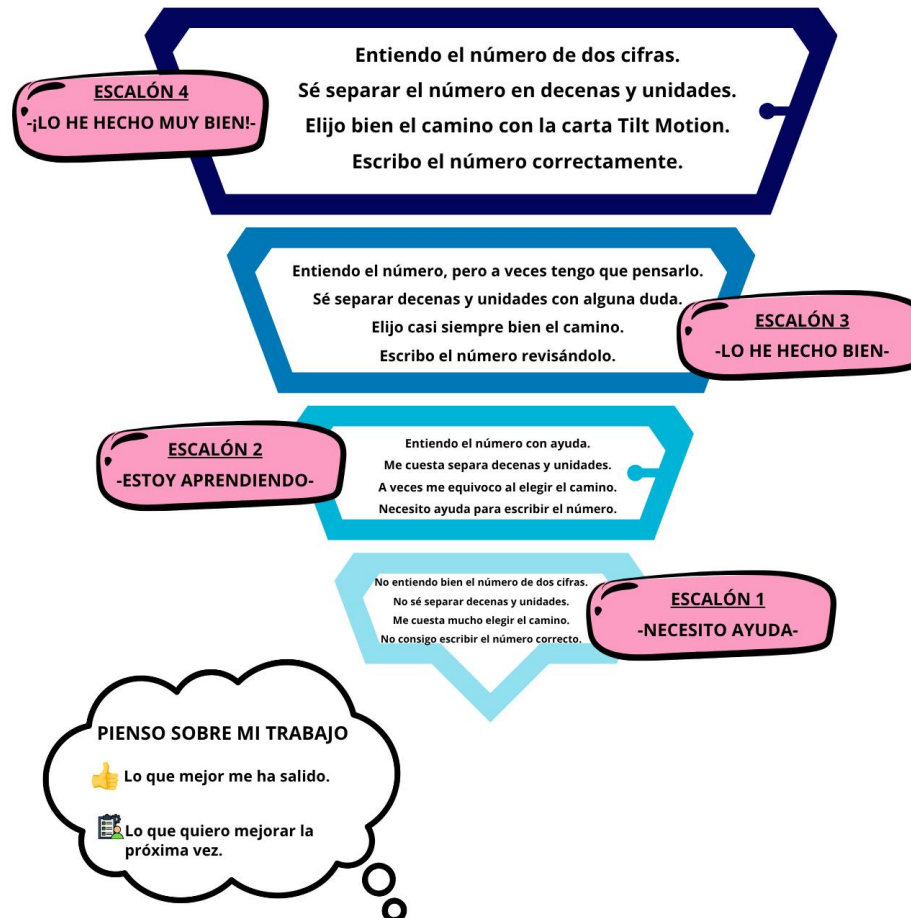 ESCALÓN 4
-¡LO HE HECHO MUY BIEN!-
Entiendo el número de dos cifras.
Sé separar el número en decenas y unidades.
Elijo bien el camino con la carta Tilt Motion.
Escribo el número correctamente.
Entiendo el número, pero a veces tengo que pensarlo.
Sé separar decenas y unidades con alguna duda.
Elijo casi siempre bien el camino.
Escribo el número revisándolo.
ESCALÓN 3
-LO HE HECHO BIEN-
ESCALÓN 2
-ESTOY APRENDIENDO-
Entiendo el número con ayuda.
Me cuesta separa decenas y unidades.
A veces me equivoco al elegir el camino.
Necesito ayuda para escribir el número.
No entiendo bien el número de dos cifras.
No sé separar decenas y unidades.
Me cuesta mucho elegir el camino.
No consigo escribir el número correcto.
ESCALÓN 1
-NECESITO AYUDA-
PIENSO SOBRE MI TRABAJO
Lo que mejor me ha salido.
Lo que quiero mejorar la
próxima vez.